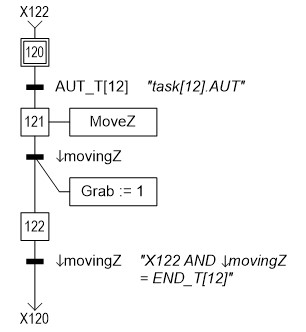 X122
120
AUT_T[12] "task[12].AUT"
121 MoveZ
↓movingZ
Grab := 1
122
↓movingZ "X122 AND ↓movingZ
= END_T[12]"
X120